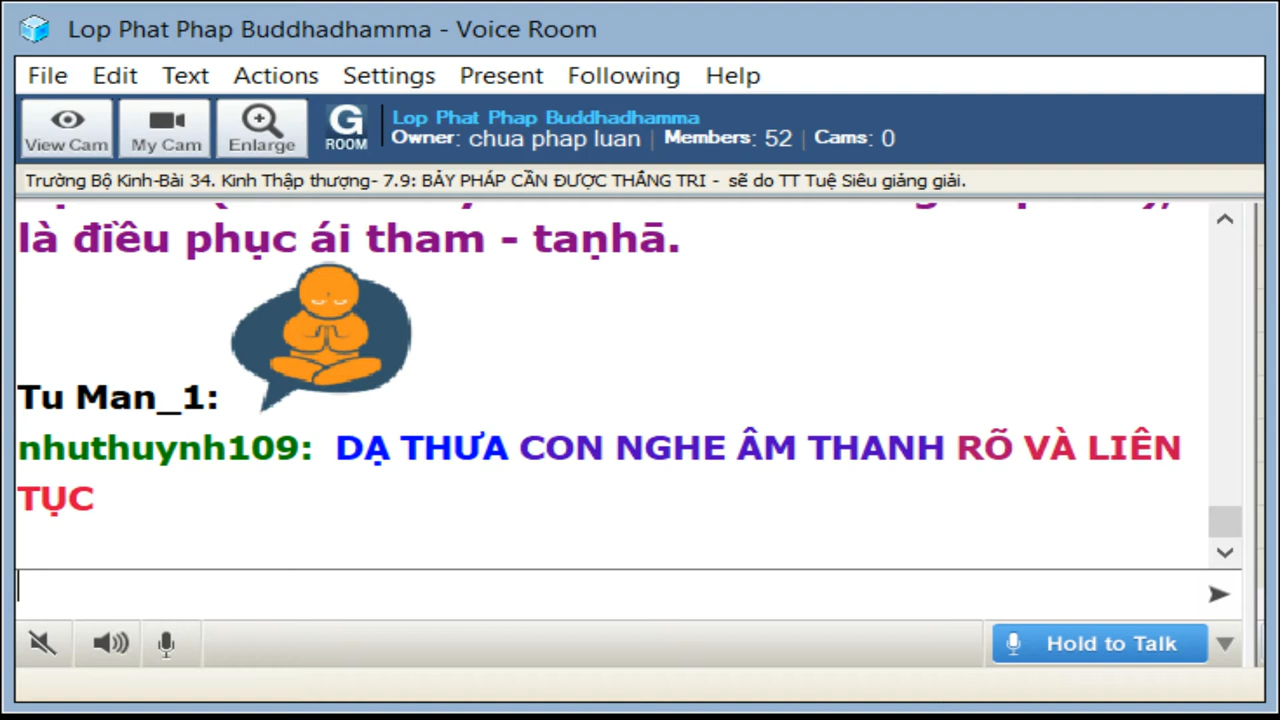 Lop Phat Phap Buddhadhamma - Voice Room
File Edit Text Actions Settings Present Following Help
View Cam My Cam Enlarge G ROOM
Lop Phat Phap Buddhadhamma
Owner: chua phap luan | Members: 52 | Cams: 0
Trường Bộ Kinh-Bài 34. Kinh Thập thượng- 7.9: BẢY PHÁP CẦN ĐƯỢC THẮNG TRI - sẽ do TT Tuệ Siêu giảng giải.
là điều phục ái tham - taṇhā.
Tu Man_1:
nhuthuynh109: DẠ THƯA CON NGHE ÂM THANH RÕ VÀ LIÊN
TỤC
Hold to Talk